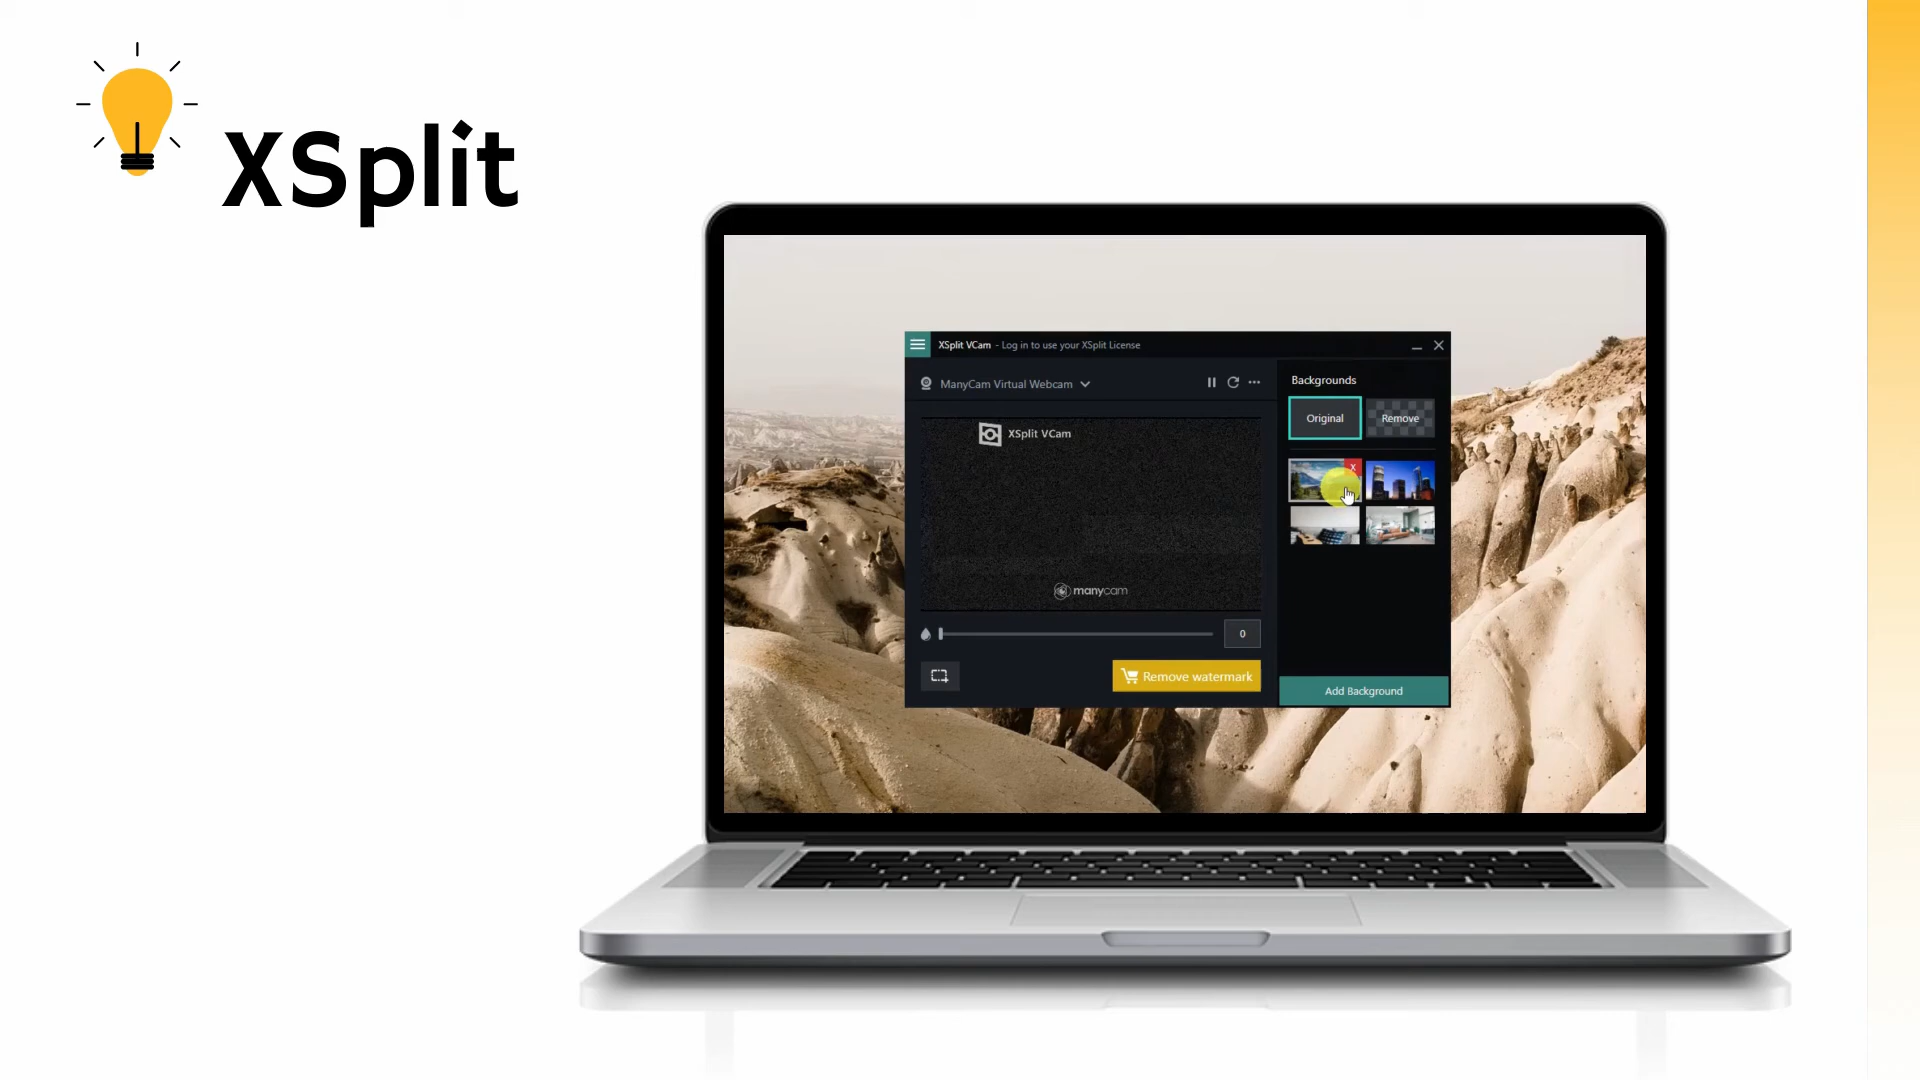 XSplit
XSplit VCam - Log in to use your XSplit License
ManyCam Virtual Webcam
Backgrounds
Original
Remove
XSplit VCam
X
manycam
0
Remove watermark
Add Background